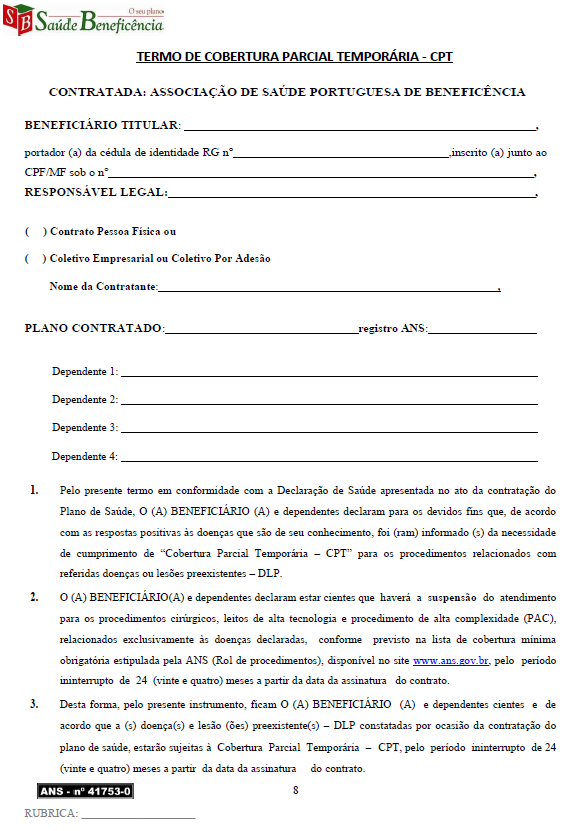 O seu plano
SB Saúde Beneficência
TERMO DE COBERTURA PARCIAL TEMPORÁRIA - CPT
CONTRATADA: ASSOCIAÇÃO DE SAÚDE PORTUGUESA DE BENEFICÊNCIA
BENEFICIÁRIO TITULAR: ,
portador (a) da cédula de identidade RG n° ,inscrito (a) junto ao
CPF/MF sob o n° ,
RESPONSÁVEL LEGAL: ,
( ) Contrato Pessoa Física ou
( ) Coletivo Empresarial ou Coletivo Por Adesão
Nome da Contratante: ,
PLANO CONTRATADO: registro ANS:
Dependente 1:
Dependente 2:
Dependente 3:
Dependente 4:
1. Pelo presente termo em conformidade com a Declaração de Saúde apresentada no ato da contratação do
Plano de Saúde, O (A) BENEFICIÁRIO (A) e dependentes declaram para os devidos fins que, de acordo
com as respostas positivas às doenças que são de seu conhecimento, foi (ram) informado (s) da necessidade
de cumprimento de “Cobertura Parcial Temporária – CPT” para os procedimentos relacionados com
referidas doenças ou lesões preexistentes – DLP.
2. O (A) BENEFICIÁRIO(A) e dependentes declaram estar cientes que haverá a suspensão do atendimento
para os procedimentos cirúrgicos, leitos de alta tecnologia e procedimento de alta complexidade (PAC),
relacionados exclusivamente às doenças declaradas, conforme previsto na lista de cobertura mínima
obrigatória estipulada pela ANS (Rol de procedimentos), disponível no site www.ans.gov.br, pelo período
ininterrupto de 24 (vinte e quatro) meses a partir da data da assinatura do contrato.
3. Desta forma, pelo presente instrumento, ficam O (A) BENEFICIÁRIO (A) e dependentes cientes e de
acordo que a (s) doença(s) e lesão (ões) preexistente(s) – DLP constatadas por ocasião da contratação do
plano de saúde, estarão sujeitas à Cobertura Parcial Temporária – CPT, pelo período ininterrupto de 24
(vinte e quatro) meses a partir da data da assinatura do contrato.
ANS - nº 41753-0
8
RUBRICA: